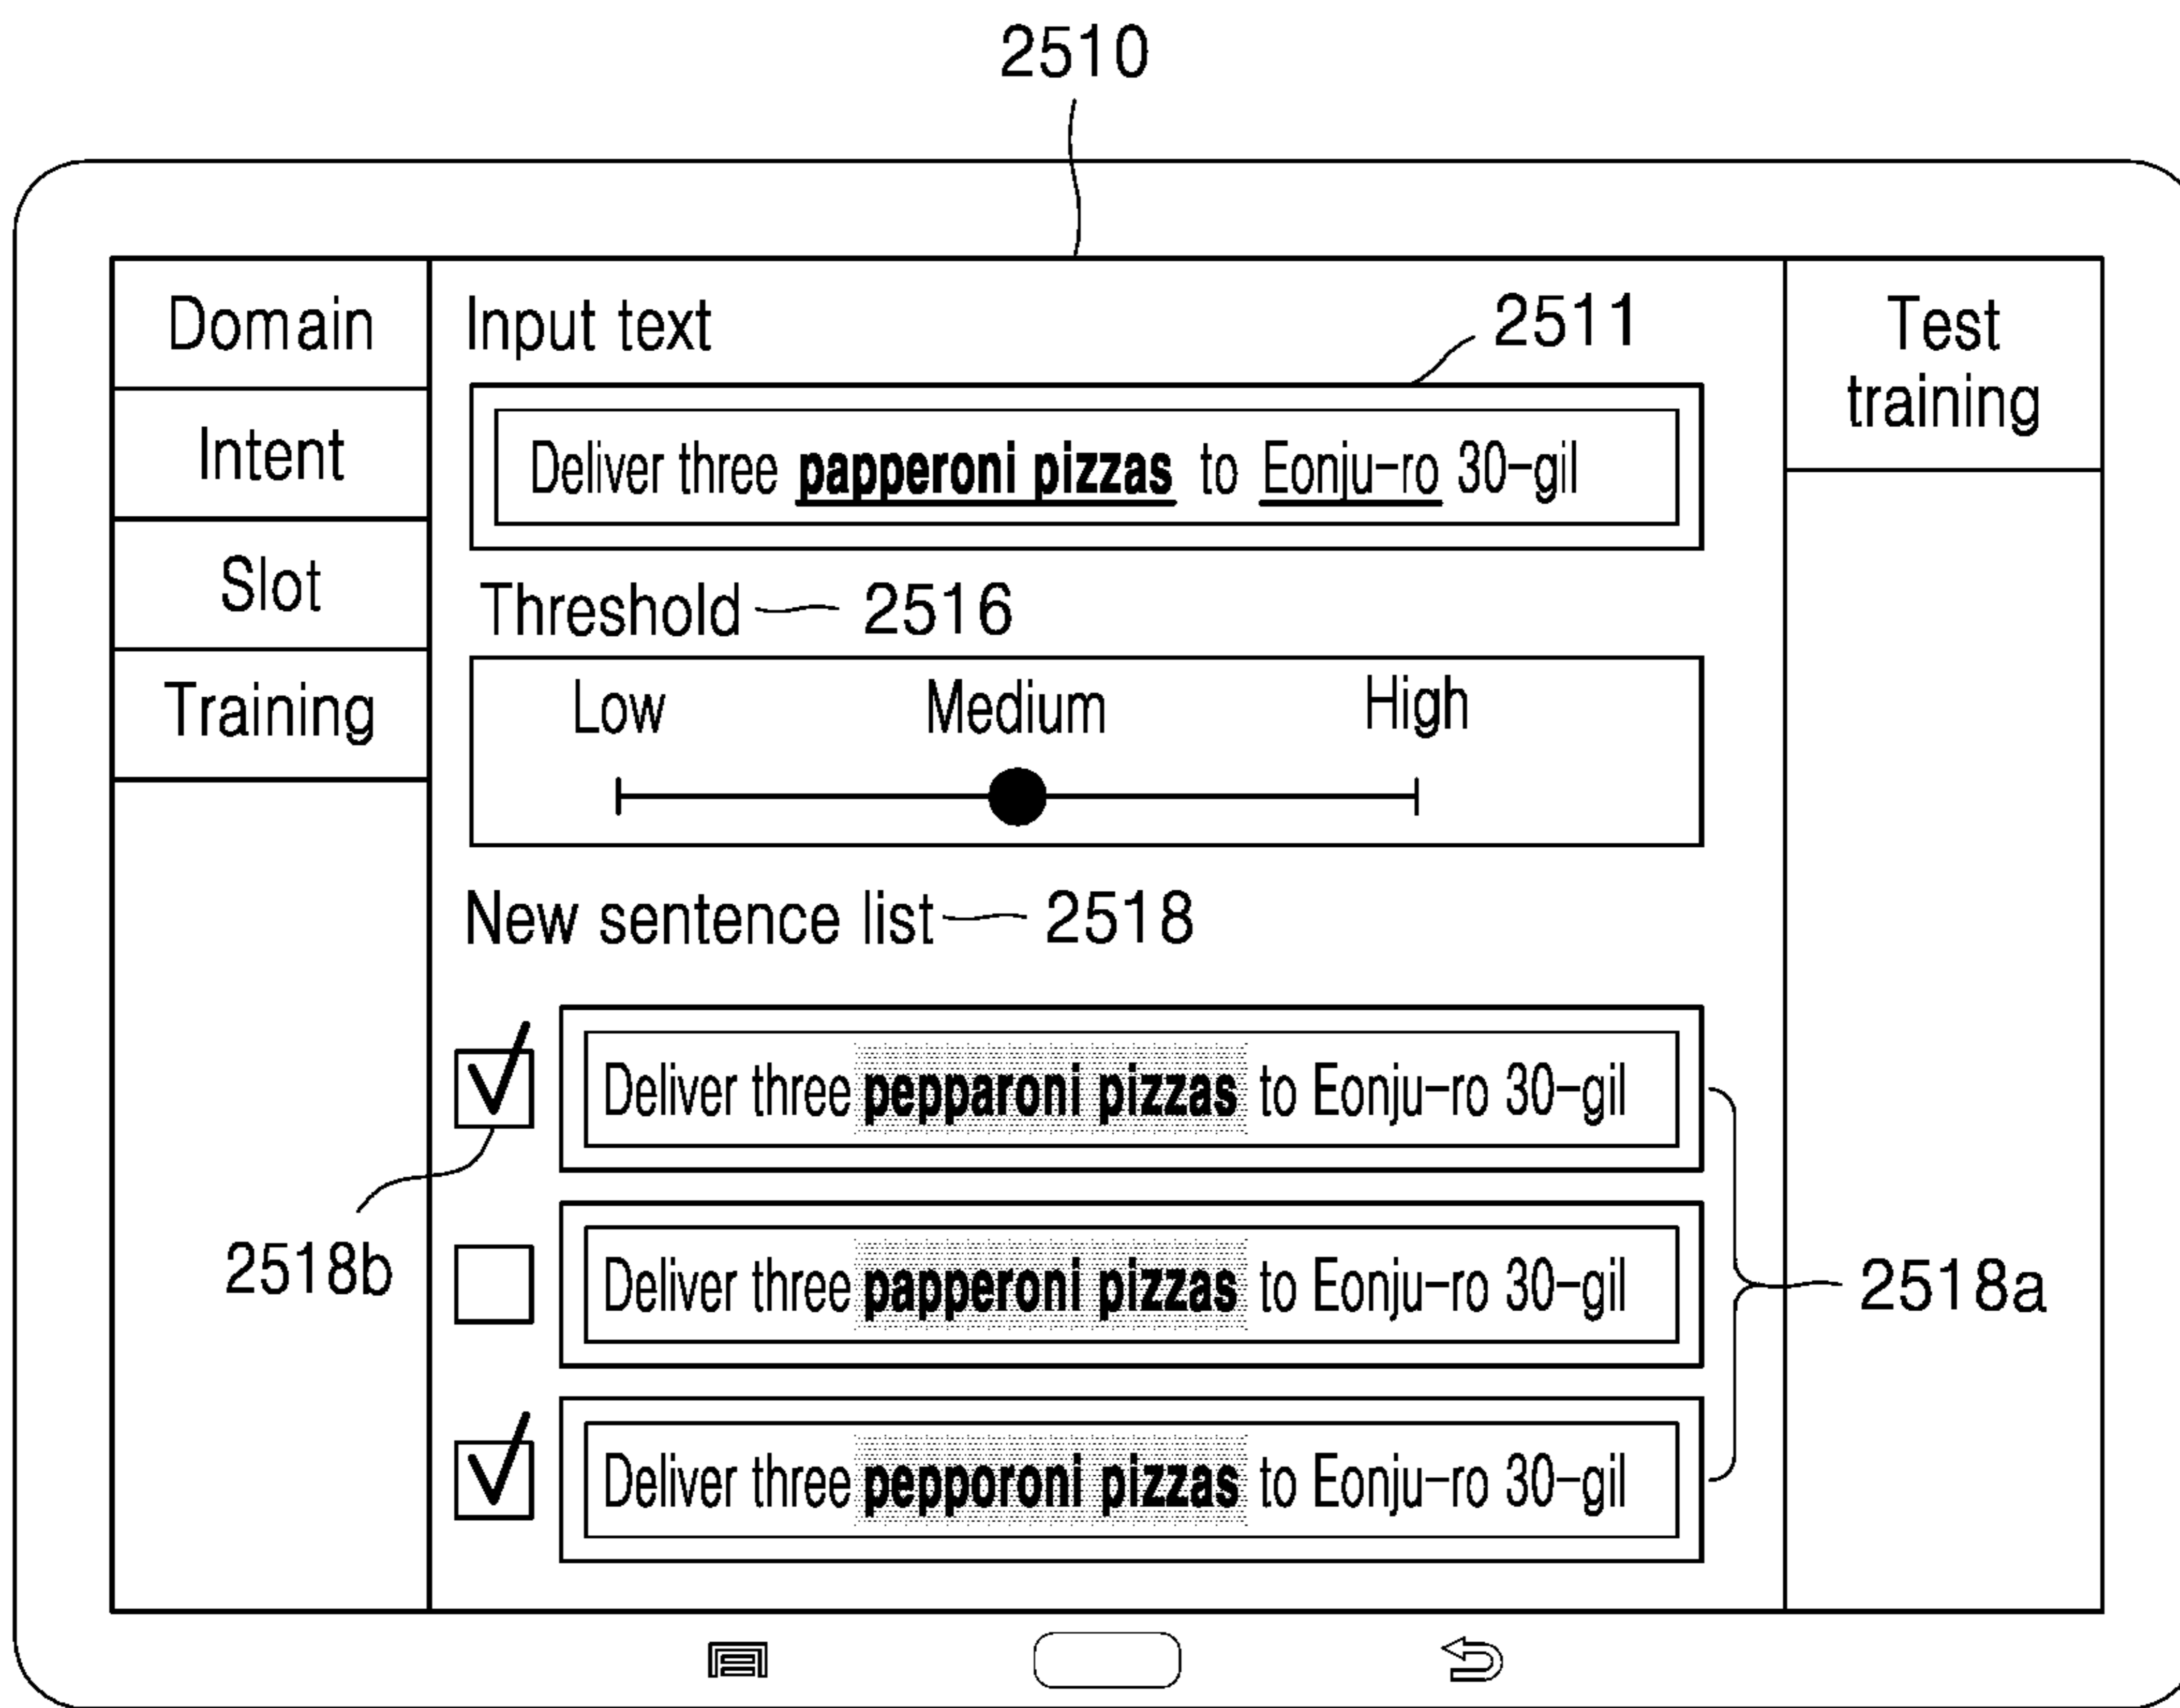 2510
Domain
Intent
Slot
Training
Input text
2511
Deliver three papperoni pizzas to Eonju-ro 30-gil
Threshold 2516
Low Medium High
New sentence list 2518
Deliver three pepparoni pizzas to Eonju-ro 30-gil
2518b
Deliver three papperoni pizzas to Eonju-ro 30-gil
2518a
Deliver three pepporoni pizzas to Eonju-ro 30-gil
Test
training